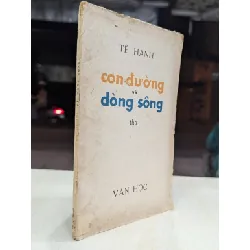 TẾ HANH
con đường
và
dòng sông
thơ
VĂN HỌC